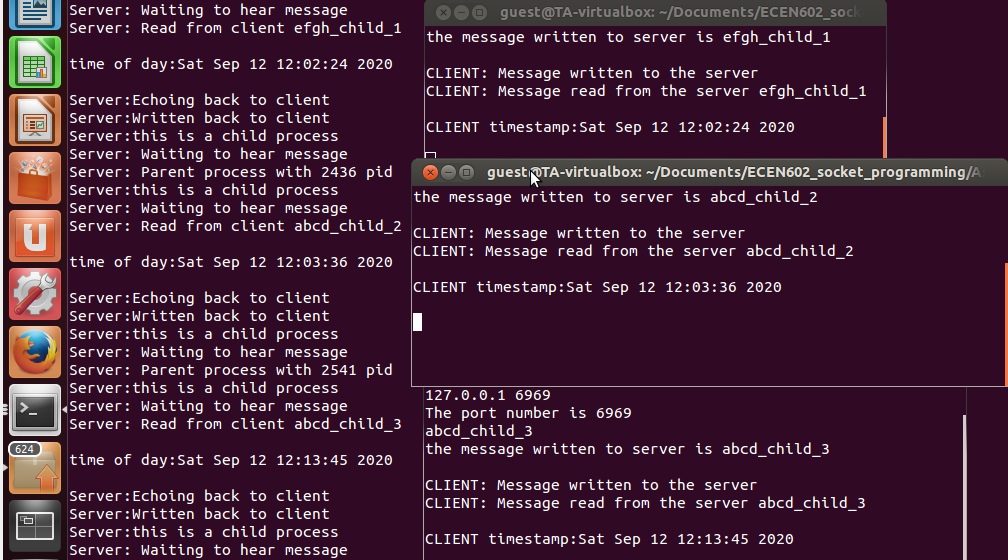 Server: Waiting to hear message
Server: Read from client efgh_child_1
time of day:Sat Sep 12 12:02:24 2020
Server:Echoing back to client
Server:Written back to client
Server:this is a child process
Server: Waiting to hear message
Server: Parent process with 2436 pid
Server:this is a child process
Server: Waiting to hear message
Server: Read from client abcd_child_2
time of day:Sat Sep 12 12:03:36 2020
Server:Echoing back to client
Server:Written back to client
Server:this is a child process
Server: Waiting to hear message
Server: Parent process with 2541 pid
Server:this is a child process
Server: Waiting to hear message
Server: Read from client abcd_child_3
time of day:Sat Sep 12 12:13:45 2020
Server:Echoing back to client
Server:Written back to client
Server:this is a child process
Server: Waiting to hear message
guest@TA-virtualbox: ~/Documents/ECEN602_sock
the message written to server is efgh_child_1
CLIENT: Message written to the server
CLIENT: Message read from the server efgh_child_1
CLIENT timestamp:Sat Sep 12 12:02:24 2020
guest@TA-virtualbox: ~/Documents/ECEN602_socket_programming/As
the message written to server is abcd_child_2
CLIENT: Message written to the server
CLIENT: Message read from the server abcd_child_2
CLIENT timestamp:Sat Sep 12 12:03:36 2020
127.0.0.1 6969
The port number is 6969
abcd_child_3
the message written to server is abcd_child_3
CLIENT: Message written to the server
CLIENT: Message read from the server abcd_child_3
CLIENT timestamp:Sat Sep 12 12:13:45 2020
624